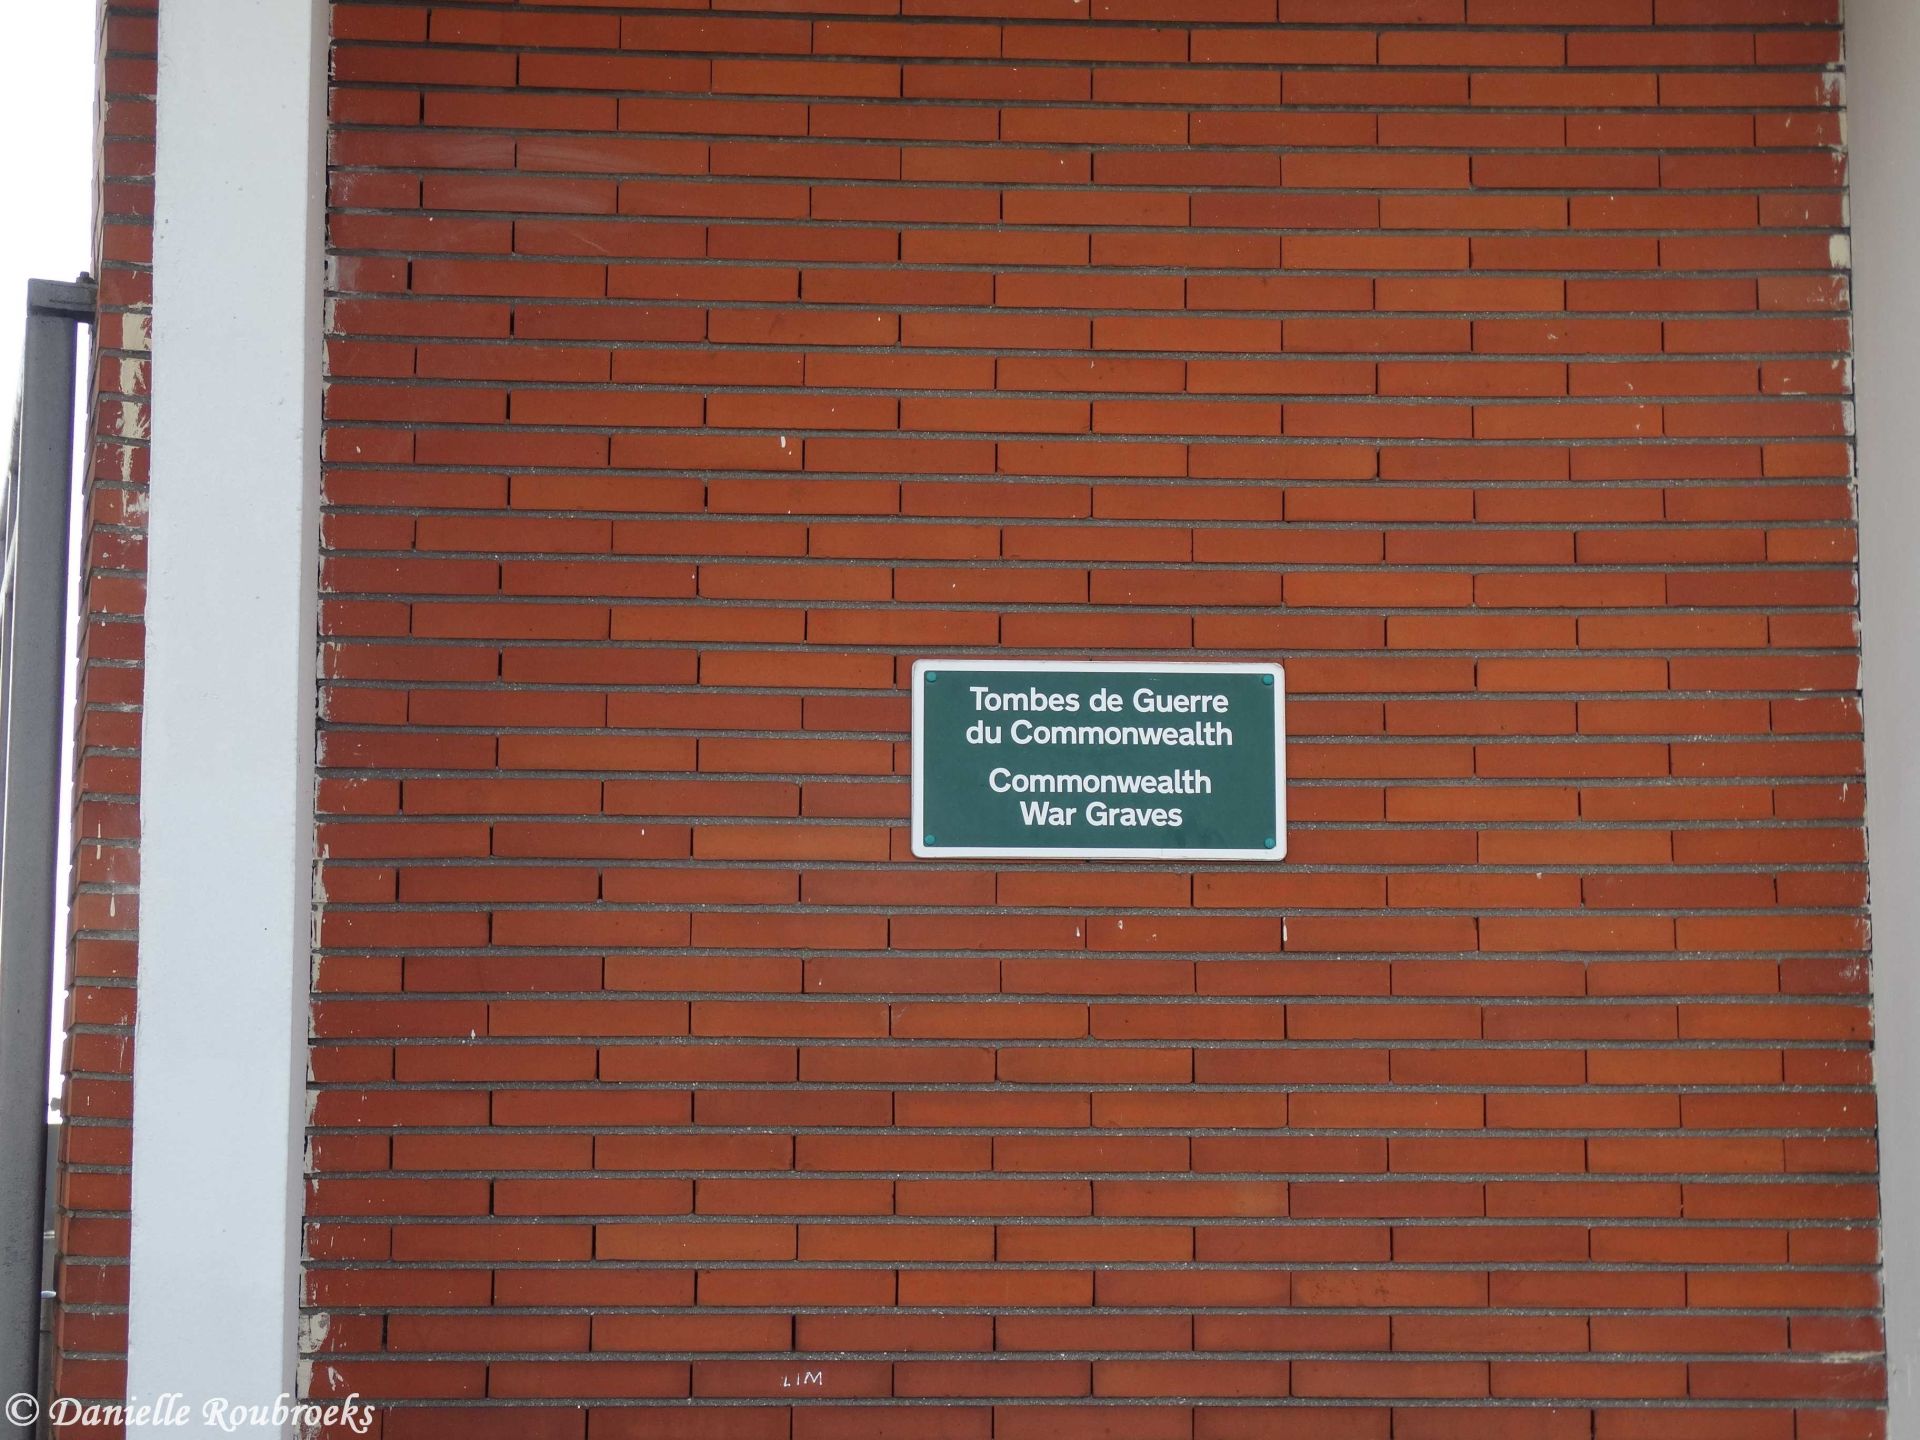 Tombes de Guerre
du Commonwealth
Commonwealth
War Graves
LIM
© Danielle Roubroeks